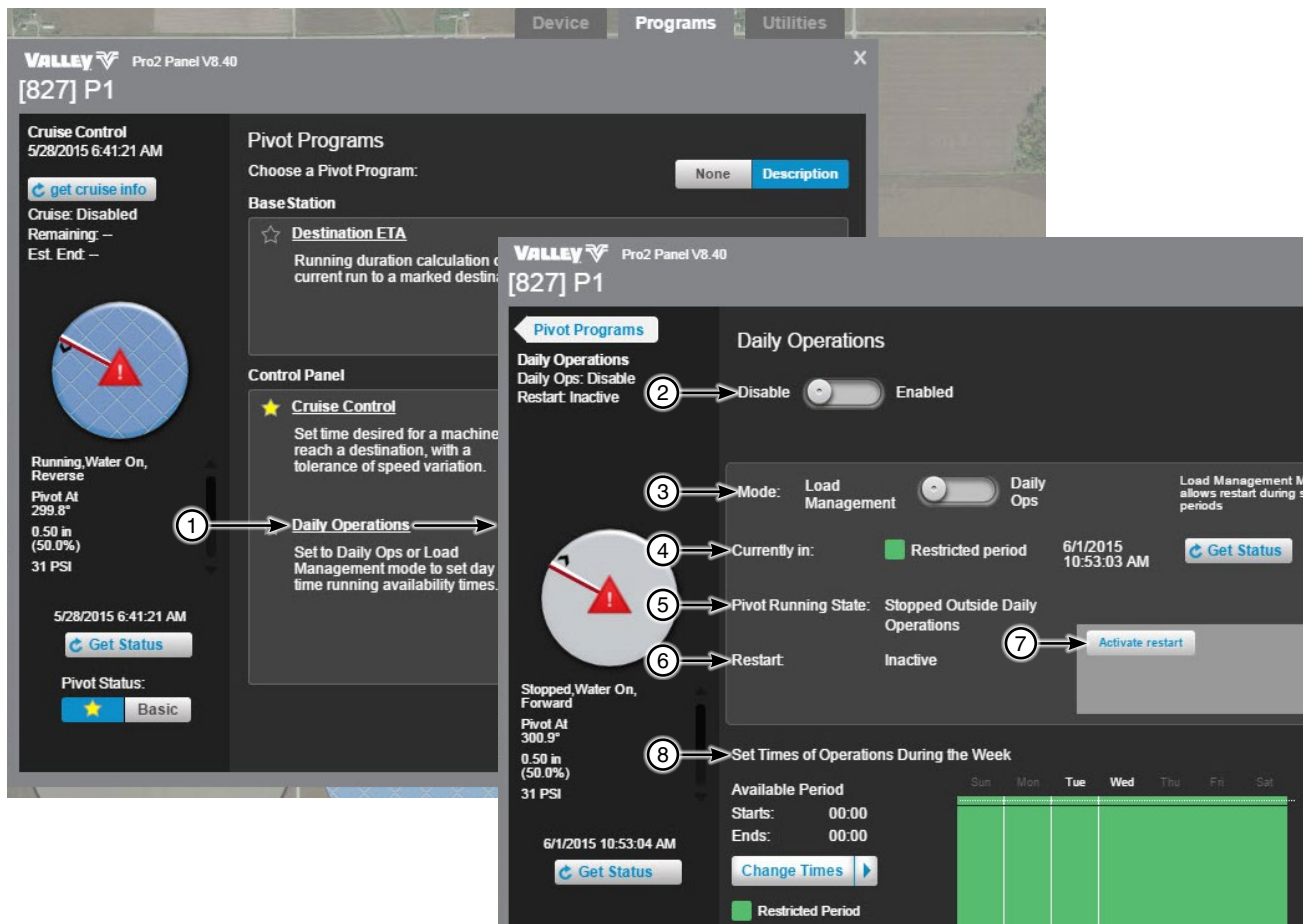 Device Programs Utilities
VALLEY Pro2 Panel V8.40 X
[827] P1
Cruise Control
5/28/2015 6:41:21 AM
get cruise info
Cruise: Disabled
Remaining: --
Est. End: --
Running,Water On,
Reverse
Pivot At
299.8°
0.50 in
(50.0%)
31 PSI
5/28/2015 6:41:21 AM
Get Status
Pivot Status:
Basic
Pivot Programs
Choose a Pivot Program:
None Description
BaseStation
Destination ETA
Running duration calculation
current run to a marked
Control Panel
Cruise Control
Set time desired for a machine
reach a destination, with a
tolerance of speed variation.
1
Daily Operations
Set to Daily Ops or Load
Management mode to set day
time running availability times.
VALLEY Pro2 Panel V8.40
[827] P1
Pivot Programs
Daily Operations
Daily Ops: Disable
Restart: Inactive
Stopped,Water On,
Forward
Pivot At
300.9°
0.50 in
(50.0%)
31 PSI
6/1/2015 10:53:04 AM
Get Status
Daily Operations
2 Disable Enabled
3 Mode: Load Management Daily Ops
Load Management
allows restart during
periods
4 Currently in: Restricted period 6/1/2015 10:53:03 AM Get Status
5 Pivot Running State: Stopped Outside Daily Operations
6 Restart: Inactive
7 Activate restart
8 Set Times of Operations During the Week
Available Period
Starts: 00:00
Ends: 00:00
Change Times
Restricted Period
Sun Mon Tue Wed Thu Fri Sat